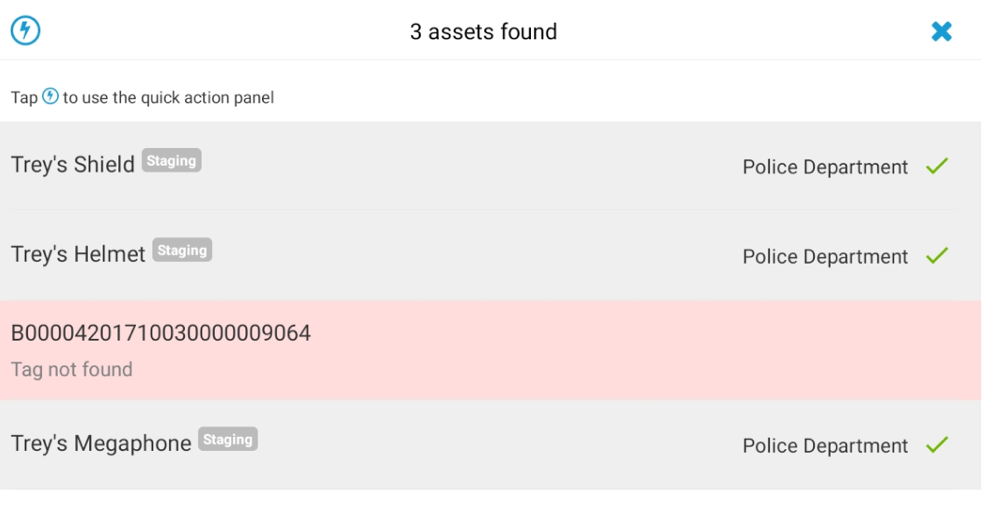 3 assets found
Tap to use the quick action panel
Trey's Shield Staging Police Department
Trey's Helmet Staging Police Department
B00004201710030000009064
Tag not found
Trey's Megaphone Staging Police Department